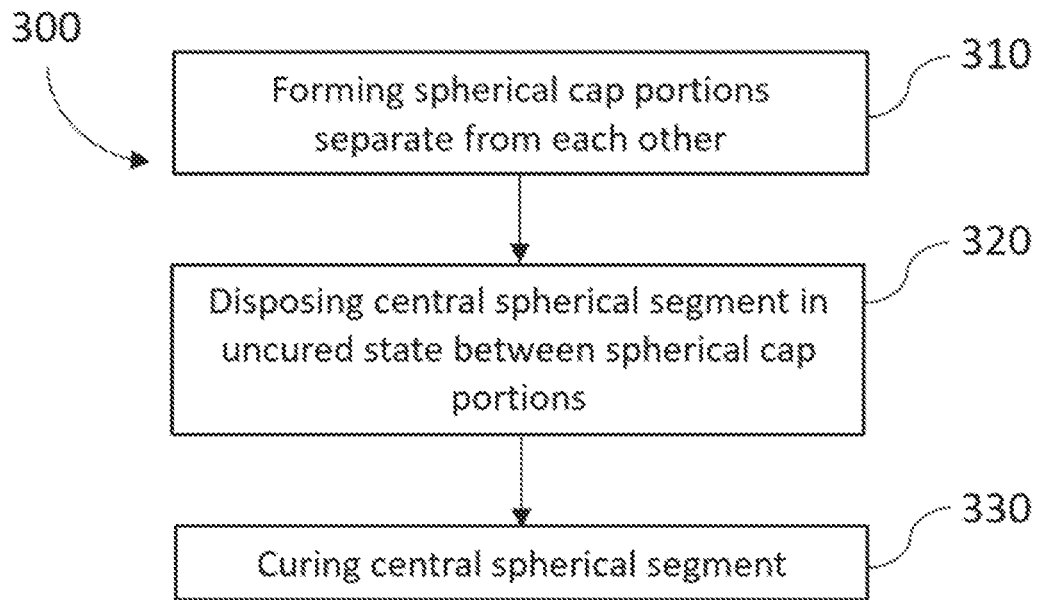 300
310
Forming spherical cap portions
separate from each other
320
Disposing central spherical segment in
uncured state between spherical cap
portions
330
Curing central spherical segment